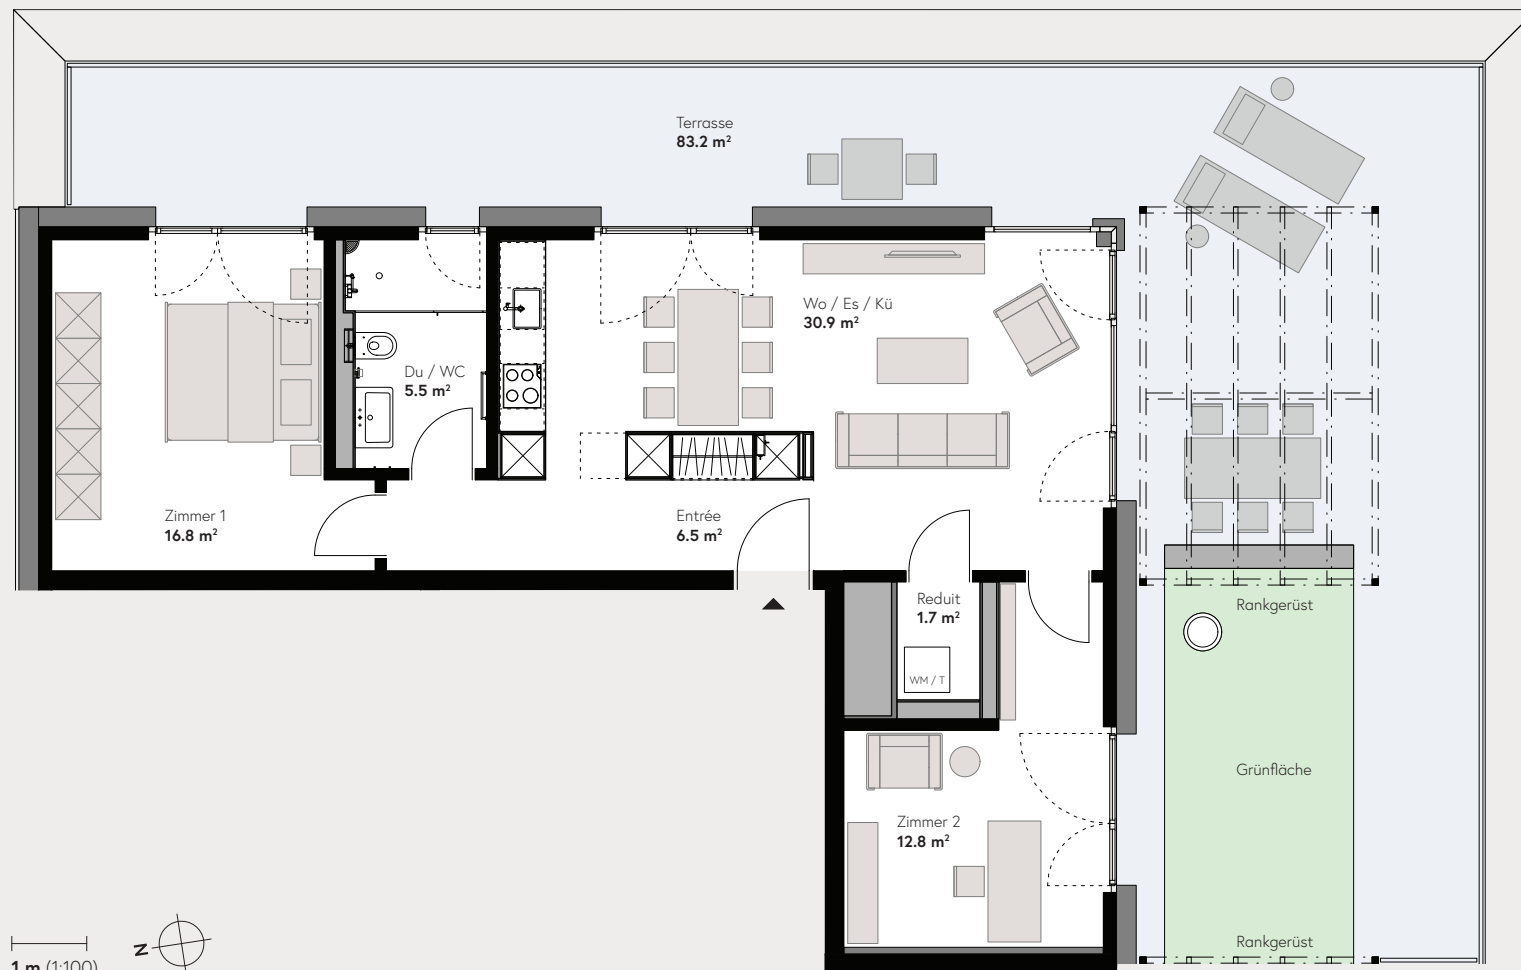 Terrasse
83.2 m²
Wo / Es / Kü
30.9 m²
Du / WC
5.5 m²
Zimmer 1
16.8 m²
Entrée
6.5 m²
Reduit
1.7 m²
WM / T
Rankgerüst
Grünfläche
Zimmer 2
12.8 m²
Rankgerüst
N
1 m (1:100)